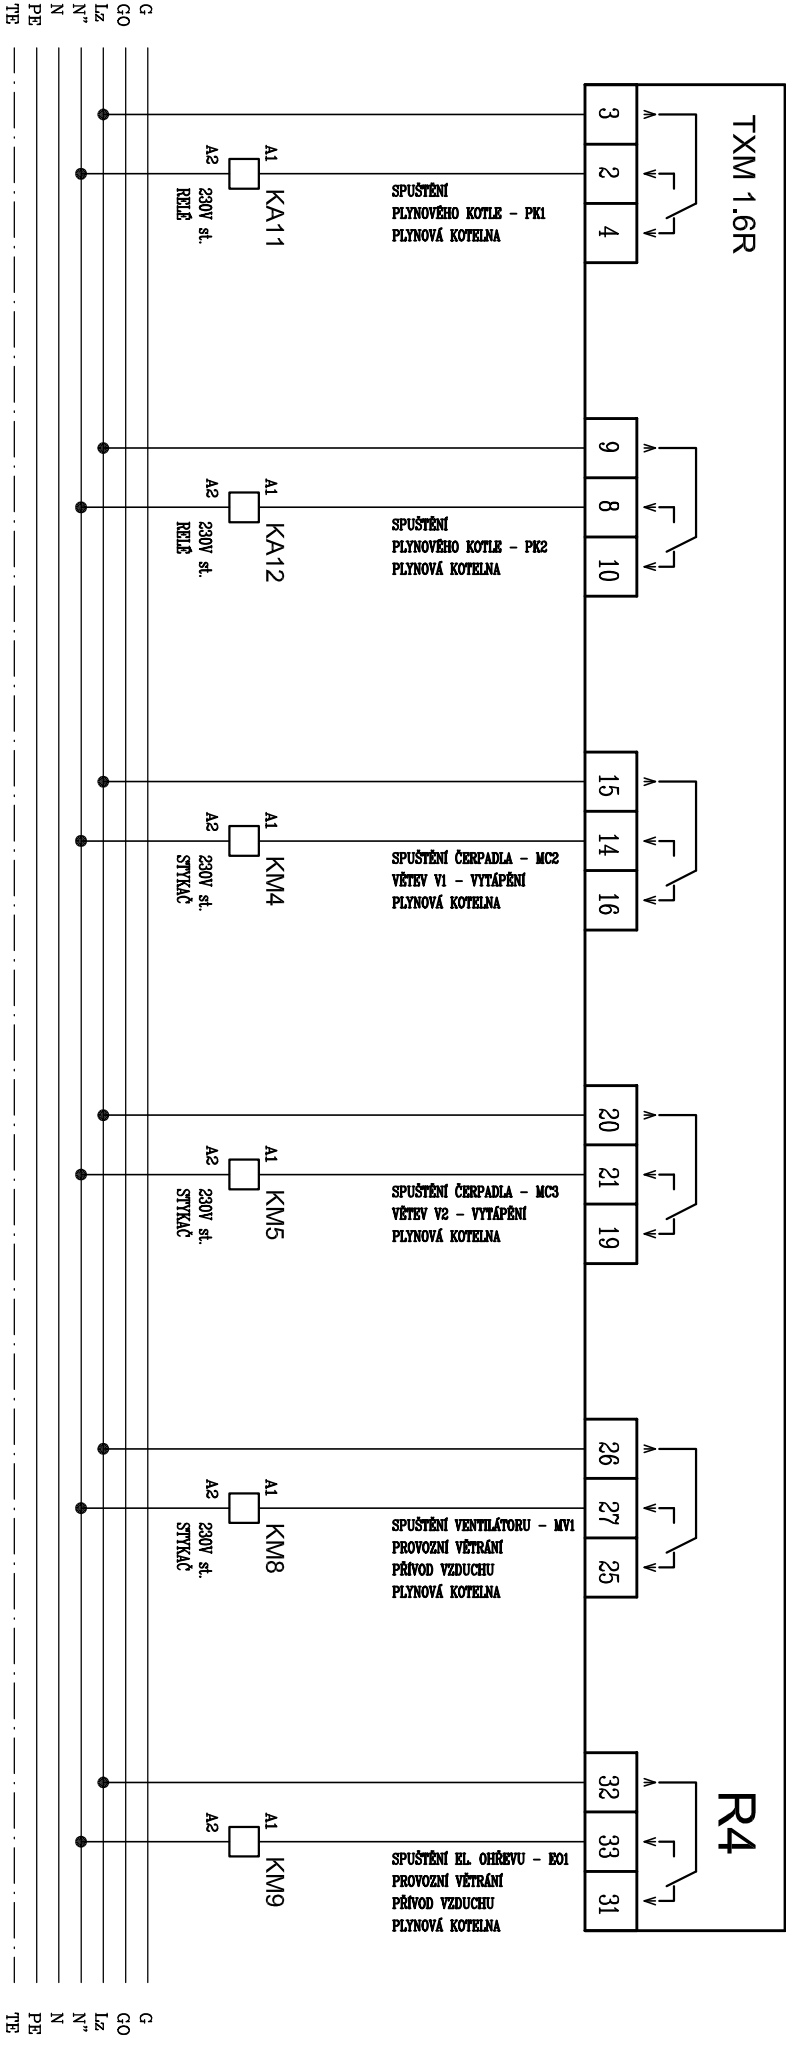 TXM 1.6R
R4
3
2
4
9
8
10
15
14
16
20
21
19
26
27
25
32
33
31
SPUŠTĚNÍ
PLYNOVÉHO KOTLE - PK1
PLYNOVÁ KOTELNA
SPUŠTĚNÍ
PLYNOVÉHO KOTLE - PK2
PLYNOVÁ KOTELNA
SPUŠTĚNÍ ČERPADLA - MC2
VĚTEV V1 - VYTÁPĚNÍ
PLYNOVÁ KOTELNA
SPUŠTĚNÍ ČERPADLA - MC3
VĚTEV V2 - VYTÁPĚNÍ
PLYNOVÁ KOTELNA
SPUŠTĚNÍ VENTILÁTORU - MV1
PROVOZNÍ VĚTRÁNÍ
PŘÍVOD VZDUCHU
PLYNOVÁ KOTELNA
SPUŠTĚNÍ EL. OHŘEVU - EO1
PROVOZNÍ VĚTRÁNÍ
PŘÍVOD VZDUCHU
PLYNOVÁ KOTELNA
A1
KA11
A2
230V st.
RELÉ
A1
KA12
A2
230V st.
RELÉ
A1
KM4
A2
230V st.
STYKAČ
A1
KM5
A2
230V st.
STYKAČ
A1
KM8
A2
230V st.
STYKAČ
A1
KM9
A2
G
GO
Lz
N"
N
PE
TE
G
GO
Lz
N"
N
PE
TE